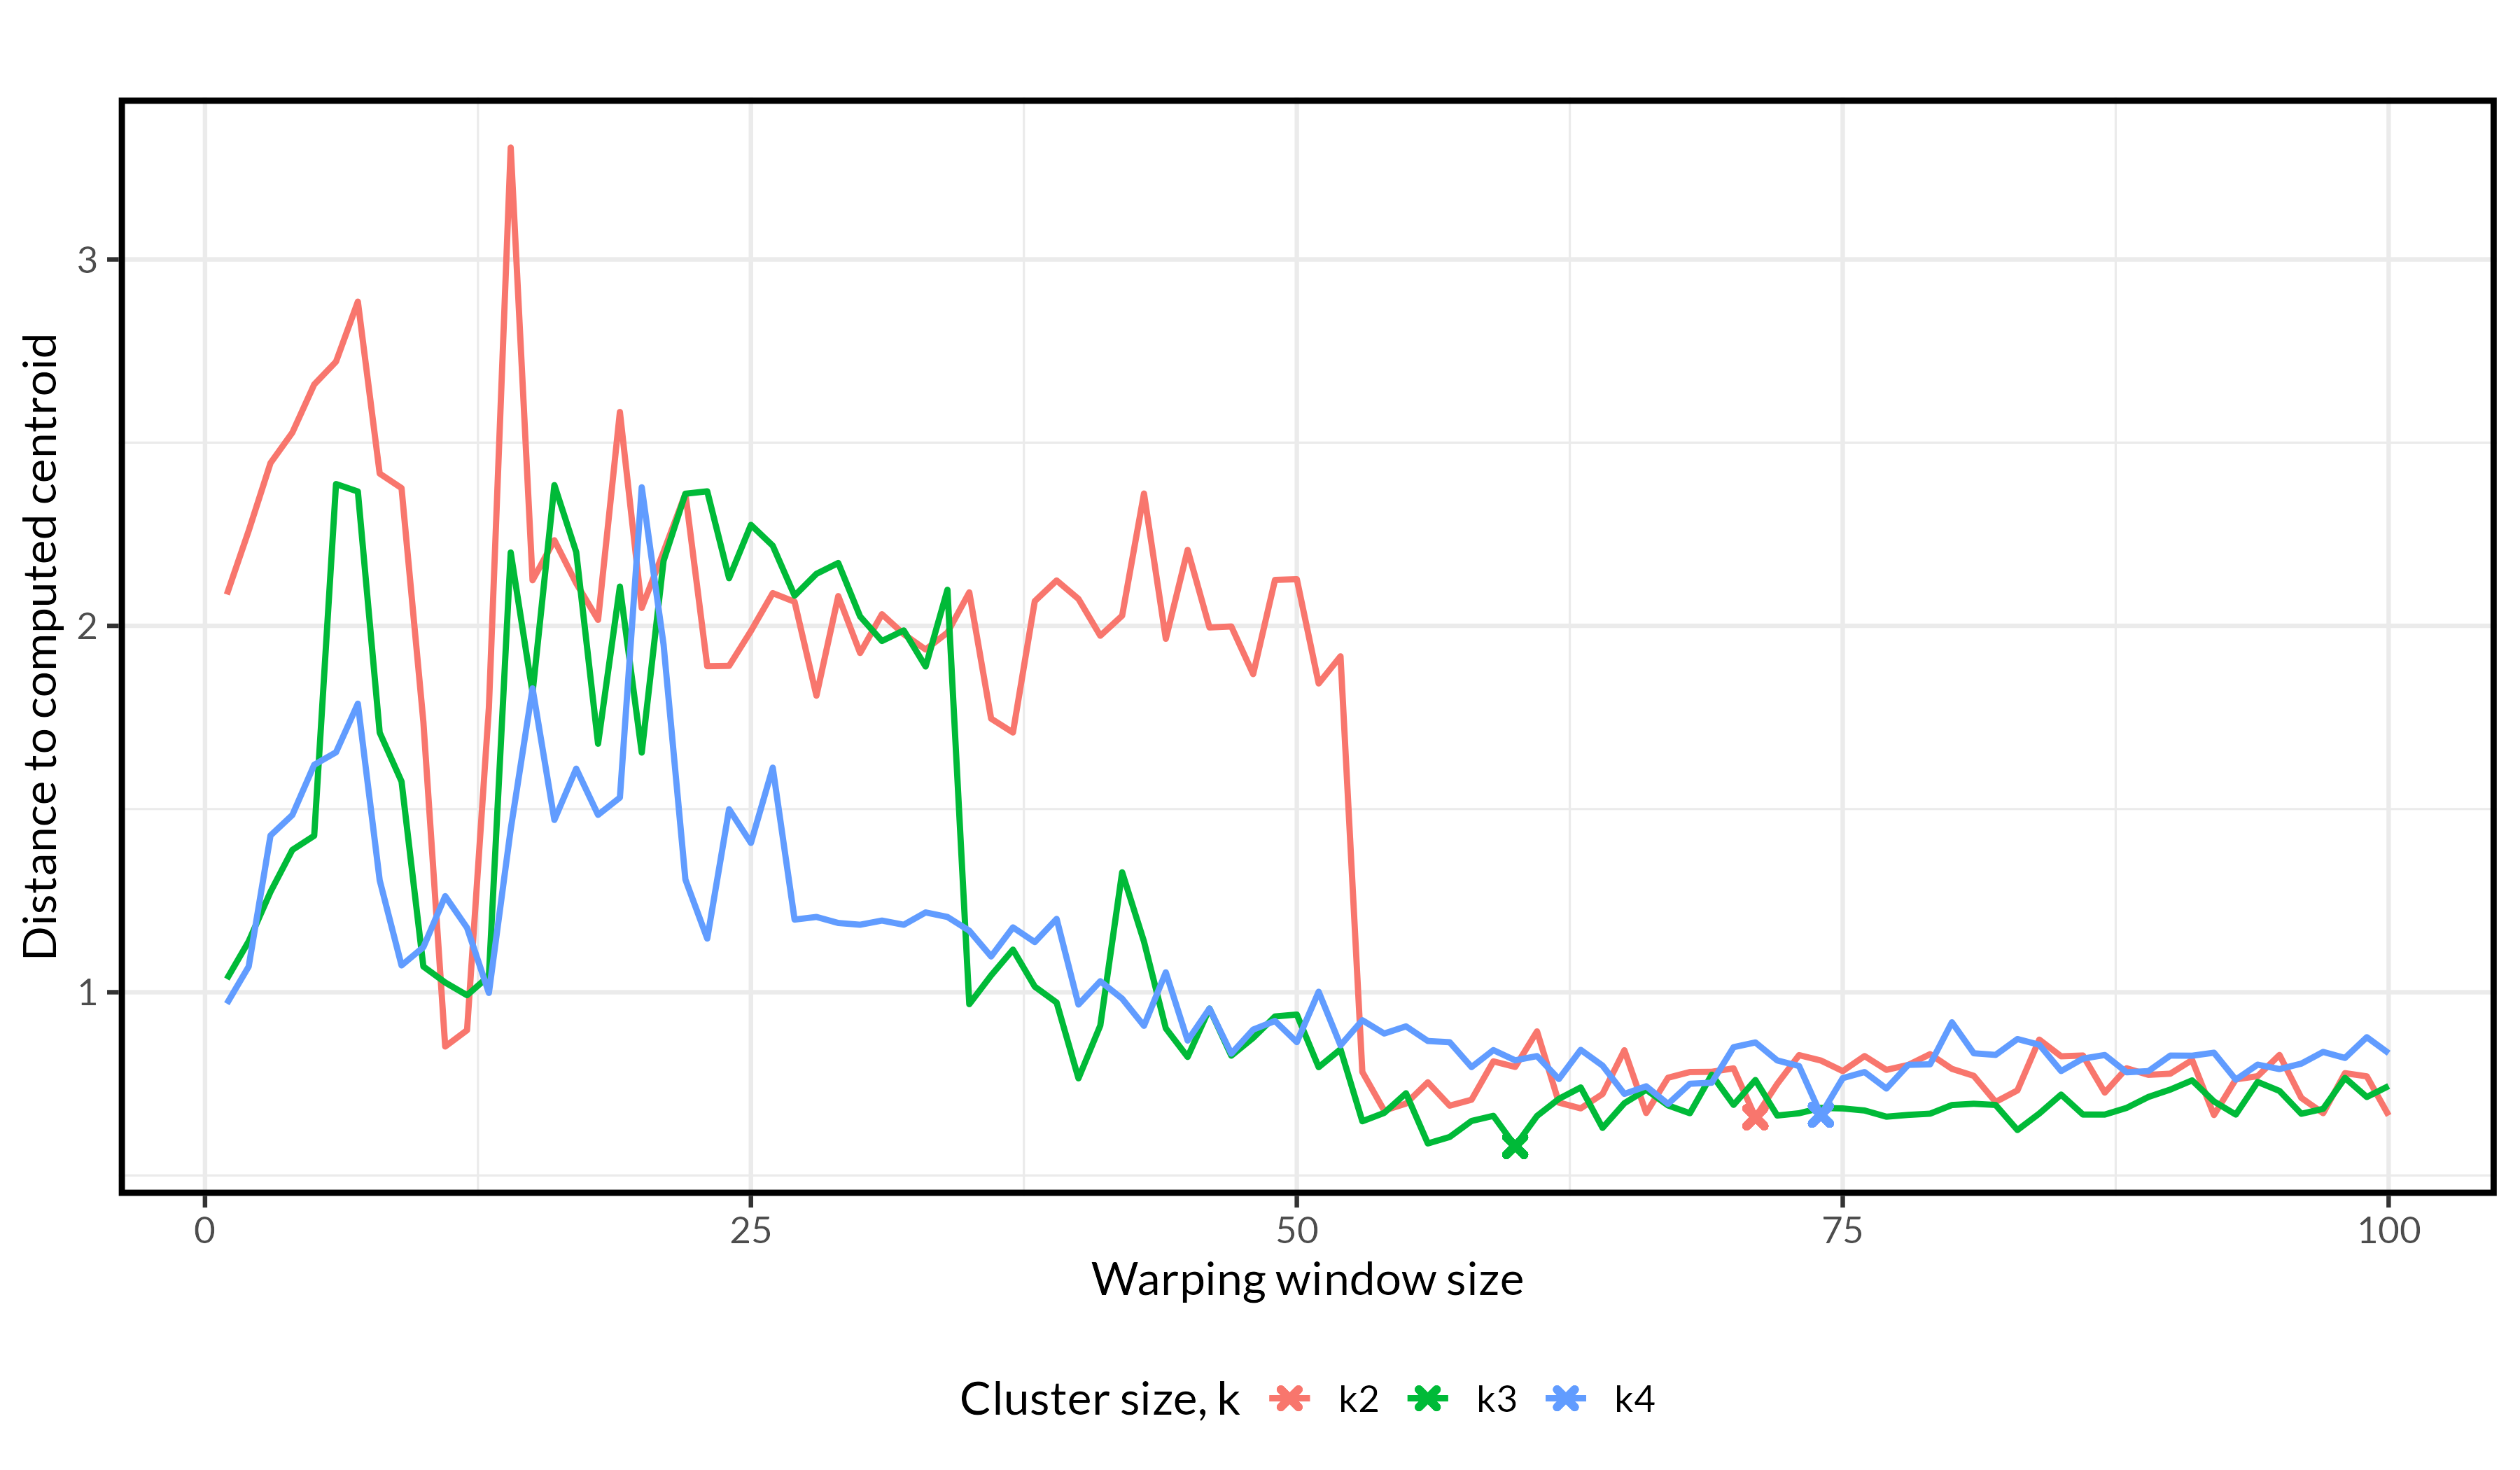 Distance to computed centroid
3
2
1
0 25 50 75 100
Warping window size
Cluster size, k k2 k3 k4